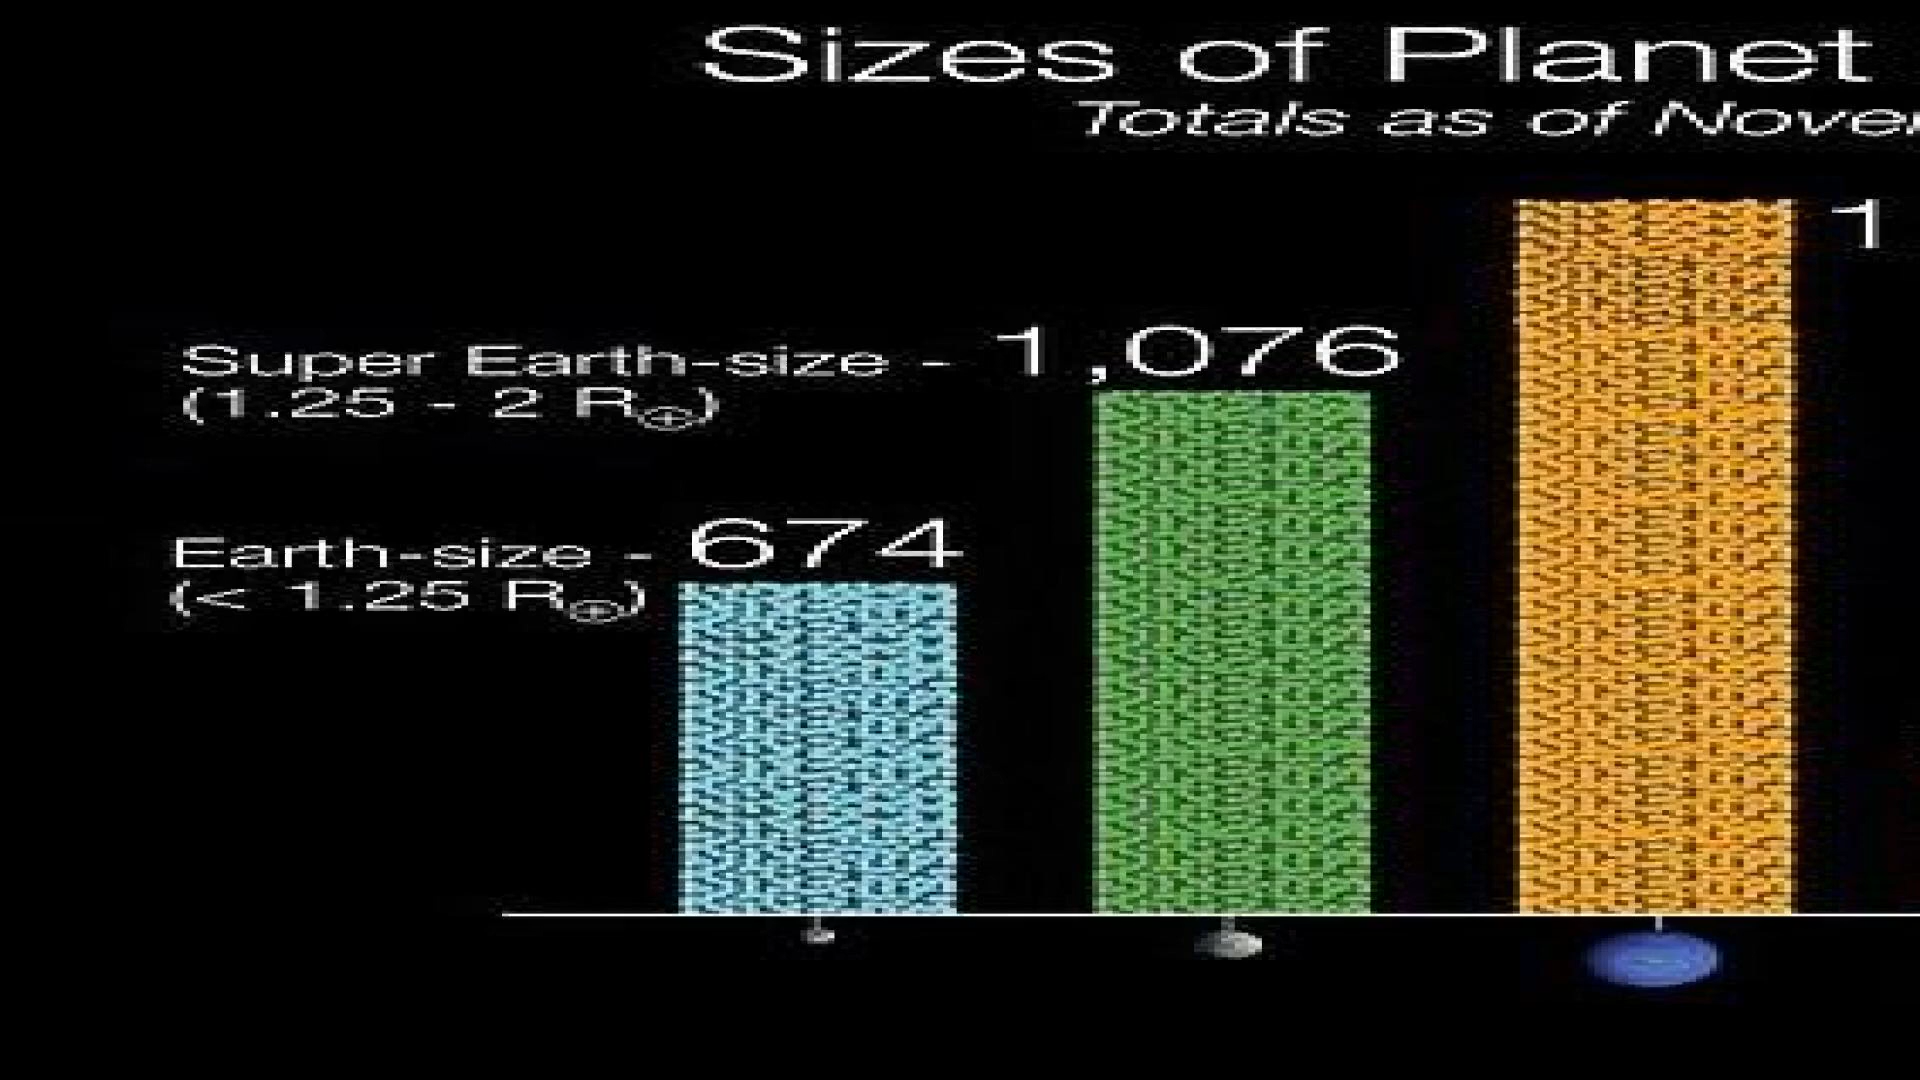 Sizes of Planet
Totals as of Nove
1
Super Earth-size - 1,076
(1.25 - 2 R⊕)
Earth-size - 674
(< 1.25 R⊕)